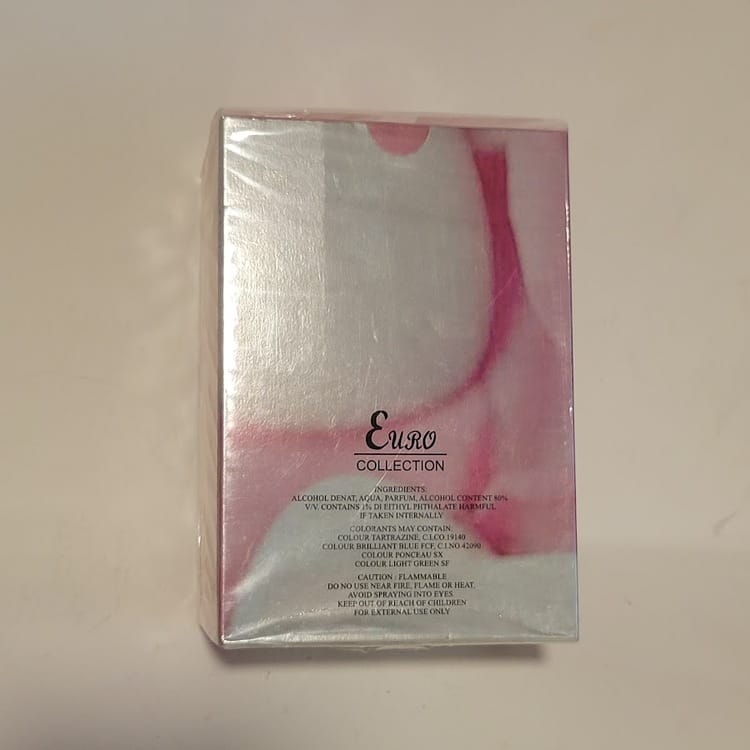 EURO
COLLECTION
INGREDIENTS:
ALCOHOL DENAT, AQUA, PARFUM, ALCOHOL CONTENT 80%
V/V. CONTAINS 1% DI EITHYL PHTHALATE HARMFUL
IF TAKEN INTERNALLY
COLORANTS MAY CONTAIN:
COLOUR TARTRAZINE, C.I.CO.19140
COLOUR BRILLIANT BLUE FCF, C.I.NO.42090
COLOUR PONCEAU SX
COLOUR LIGHT GREEN SF
CAUTION : FLAMMABLE
DO NO USE NEAR FIRE, FLAME OR HEAT.
AVOID SPRAYING INTO EYES.
KEEP OUT OF REACH OF CHILDREN
FOR EXTERNAL USE ONLY